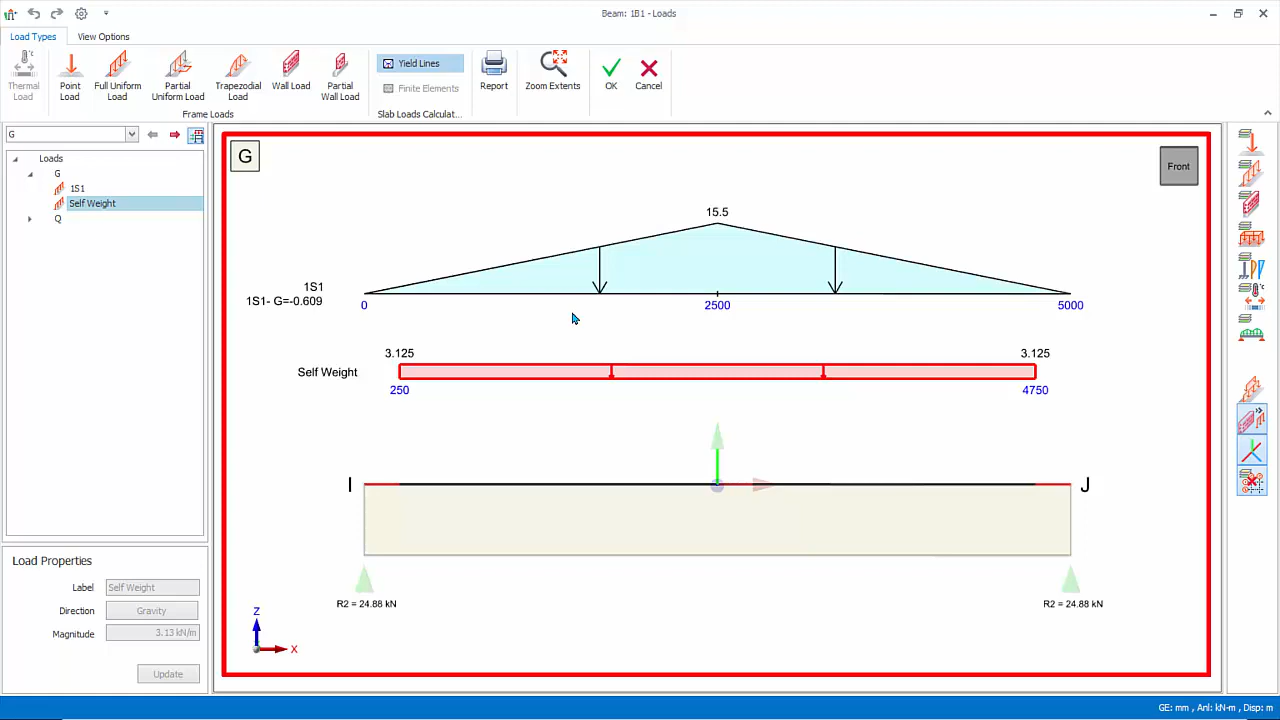 Beam: 1B1 - Loads
Load Types
View Options
Thermal Load
Point Load
Full Uniform Load
Partial Uniform Load
Trapezodial Load
Wall Load
Partial Wall Load
Frame Loads
Yield Lines
Finite Elements
Slab Loads Calculat...
Report
Zoom Extents
OK
Cancel
G
Loads
G
1S1
Self Weight
Q
Load Properties
Label
Self Weight
Direction
Gravity
Magnitude
3.13 kN/m
Update
G
Front
15.5
1S1
1S1- G=-0.609
0
2500
5000
3.125
3.125
Self Weight
250
4750
I
J
R2 = 24.88 kN
R2 = 24.88 kN
Z
X
GE: mm , Anl: kN-m , Disp: m